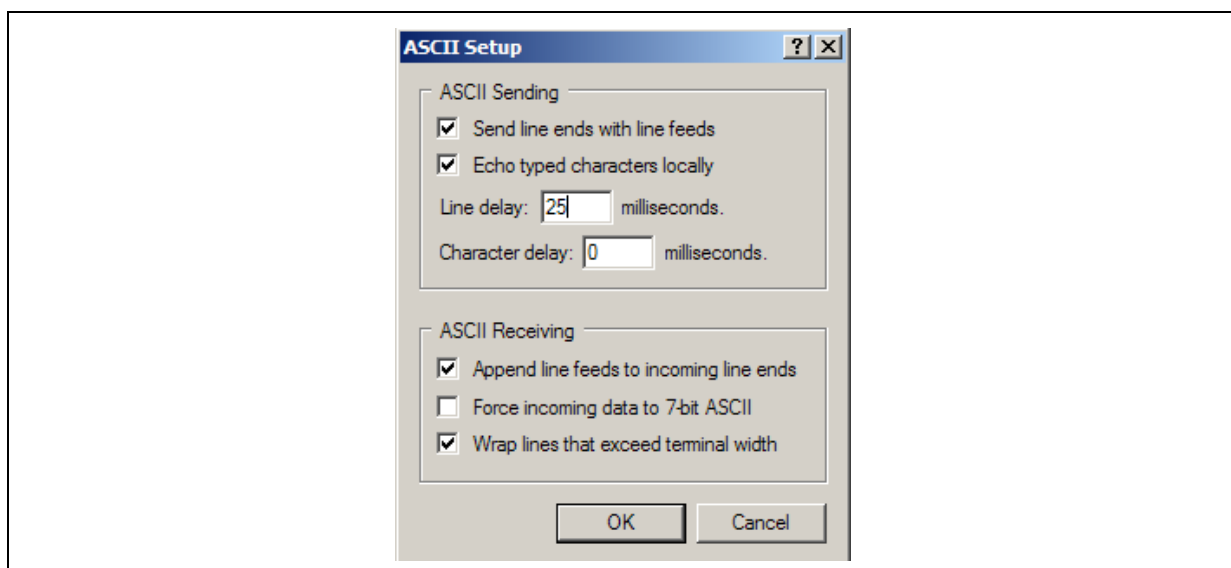 ASCII Setup
ASCII Sending
Send line ends with line feeds
Echo typed characters locally
Line delay: 25 milliseconds.
Character delay: 0 milliseconds.
ASCII Receiving
Append line feeds to incoming line ends
Force incoming data to 7-bit ASCII
Wrap lines that exceed terminal width
OK Cancel